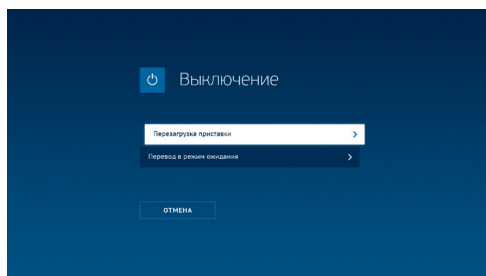 Выключение
Перезагрузка приставки
Перевод в режим ожидания
ОТМЕНА